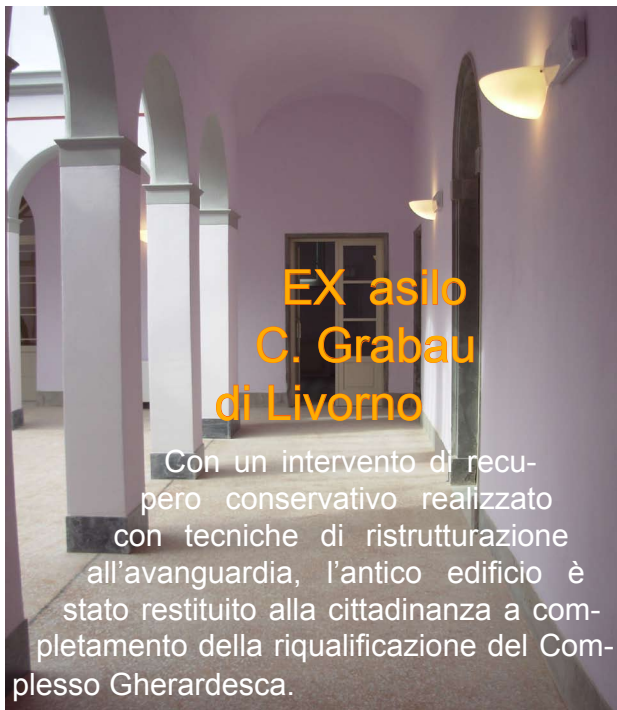 EX asilo
C. Grabau
di Livorno
Con un intervento di recu-
pero conservativo realizzato
con tecniche di ristrutturazione
all'avanguardia, l'antico edificio è
stato restituito alla cittadinanza a com-
pletamento della riqualificazione del Com-
plesso Gherardesca.